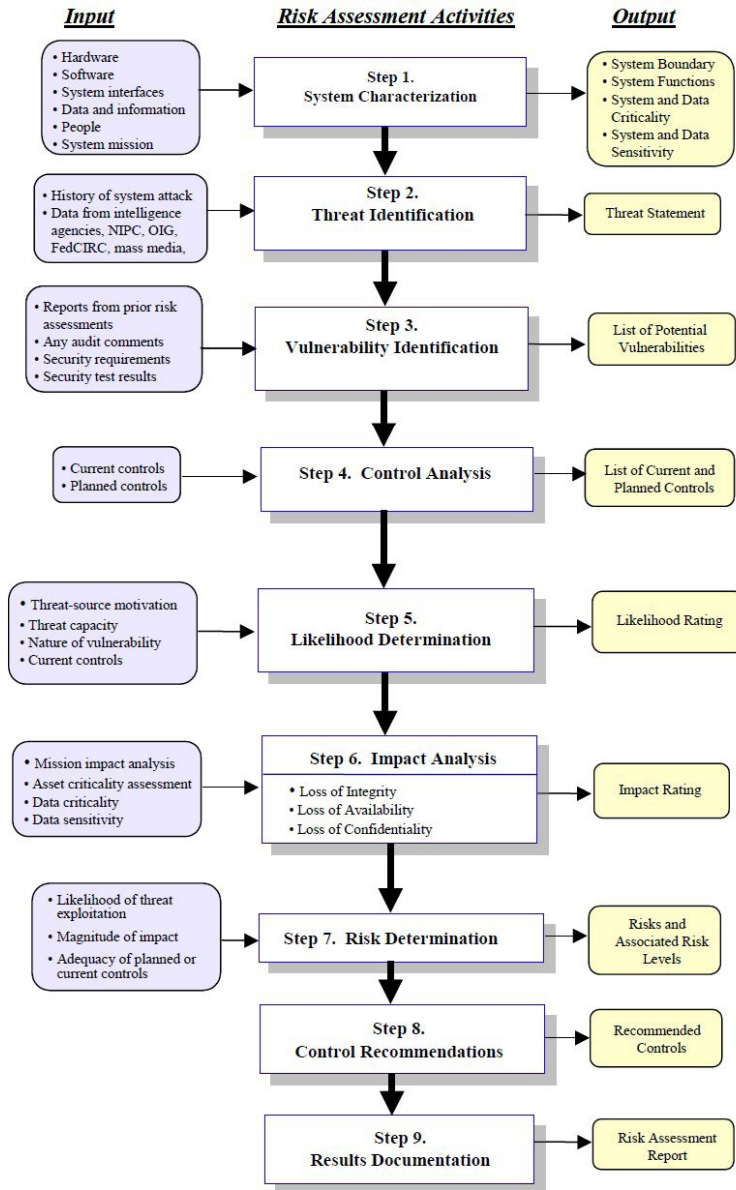 Input
Risk Assessment Activities
Output
• Hardware
• Software
• System interfaces
• Data and information
• People
• System mission
Step 1.
System Characterization
• System Boundary
• System Functions
• System and Data
Criticality
• System and Data
Sensitivity
• History of system attack
• Data from intelligence
agencies, NIPC, OIG,
FedCIRC, mass media,
Step 2.
Threat Identification
Threat Statement
• Reports from prior risk
assessments
• Any audit comments
• Security requirements
• Security test results
Step 3.
Vulnerability Identification
List of Potential
Vulnerabilities
• Current controls
• Planned controls
Step 4. Control Analysis
List of Current and
Planned Controls
• Threat-source motivation
• Threat capacity
• Nature of vulnerability
• Current controls
Step 5.
Likelihood Determination
Likelihood Rating
• Mission impact analysis
• Asset criticality assessment
• Data criticality
• Data sensitivity
Step 6. Impact Analysis
• Loss of Integrity
• Loss of Availability
• Loss of Confidentiality
Impact Rating
• Likelihood of threat
exploitation
• Magnitude of impact
• Adequacy of planned or
current controls
Step 7. Risk Determination
Risks and
Associated Risk
Levels
Step 8.
Control Recommendations
Recommended
Controls
Step 9.
Results Documentation
Risk Assessment
Report